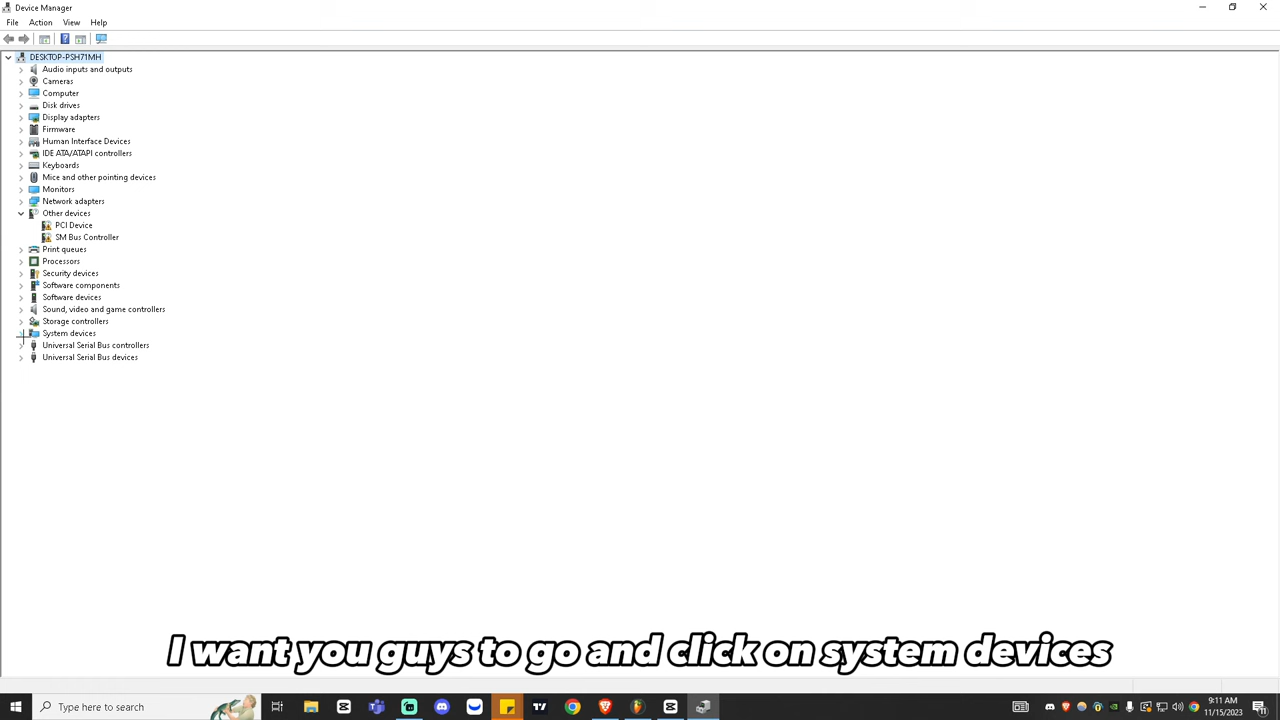 Device Manager
File Action View Help
DESKTOP-PSH71MH
Audio inputs and outputs
Cameras
Computer
Disk drives
Display adapters
Firmware
Human Interface Devices
IDE ATA/ATAPI controllers
Keyboards
Mice and other pointing devices
Monitors
Network adapters
Other devices
PCI Device
SM Bus Controller
Print queues
Processors
Security devices
Software components
Software devices
Sound, video and game controllers
Storage controllers
System devices
Universal Serial Bus controllers
Universal Serial Bus devices
I want you guys to go and click on system devices
Type here to search
9:11 AM
11/15/2023